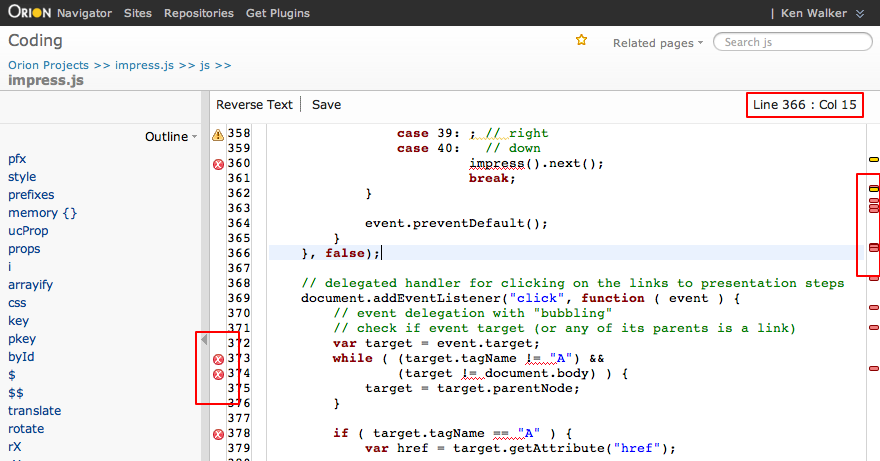 ORION Navigator Sites Repositories Get Plugins | Ken Walker
Coding
Related pages
Search js
Orion Projects >> impress.js >> js >>
impress.js
Reverse Text | Save
Line 366 : Col 15
Outline
pfx
style
prefixes
memory {}
ucProp
props
i
arrayify
css
key
pkey
byId
$
$$
translate
rotate
rX
358 case 39: ; // right
359 case 40: // down
360 impress().next();
361 break;
362 }
363
364 event.preventDefault();
365 }
366 }, false);
367
368 // delegated handler for clicking on the links to presentation steps
369 document.addEventListener("click", function ( event ) {
370 // event delegation with "bubbling"
371 // check if event target (or any of its parents is a link)
372 var target = event.target;
373 while ( (target.tagName != "A") &&
374 (target != document.body) ) {
375 target = target.parentNode;
376 }
377
378 if ( target.tagName == "A" ) {
379 var href = target.getAttribute("href");